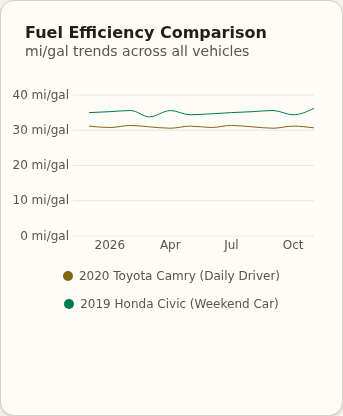 Fuel Efficiency Comparison
mi/gal trends across all vehicles
40 mi/gal
30 mi/gal
20 mi/gal
10 mi/gal
0 mi/gal
2026 Apr Jul Oct
2020 Toyota Camry (Daily Driver)
2019 Honda Civic (Weekend Car)